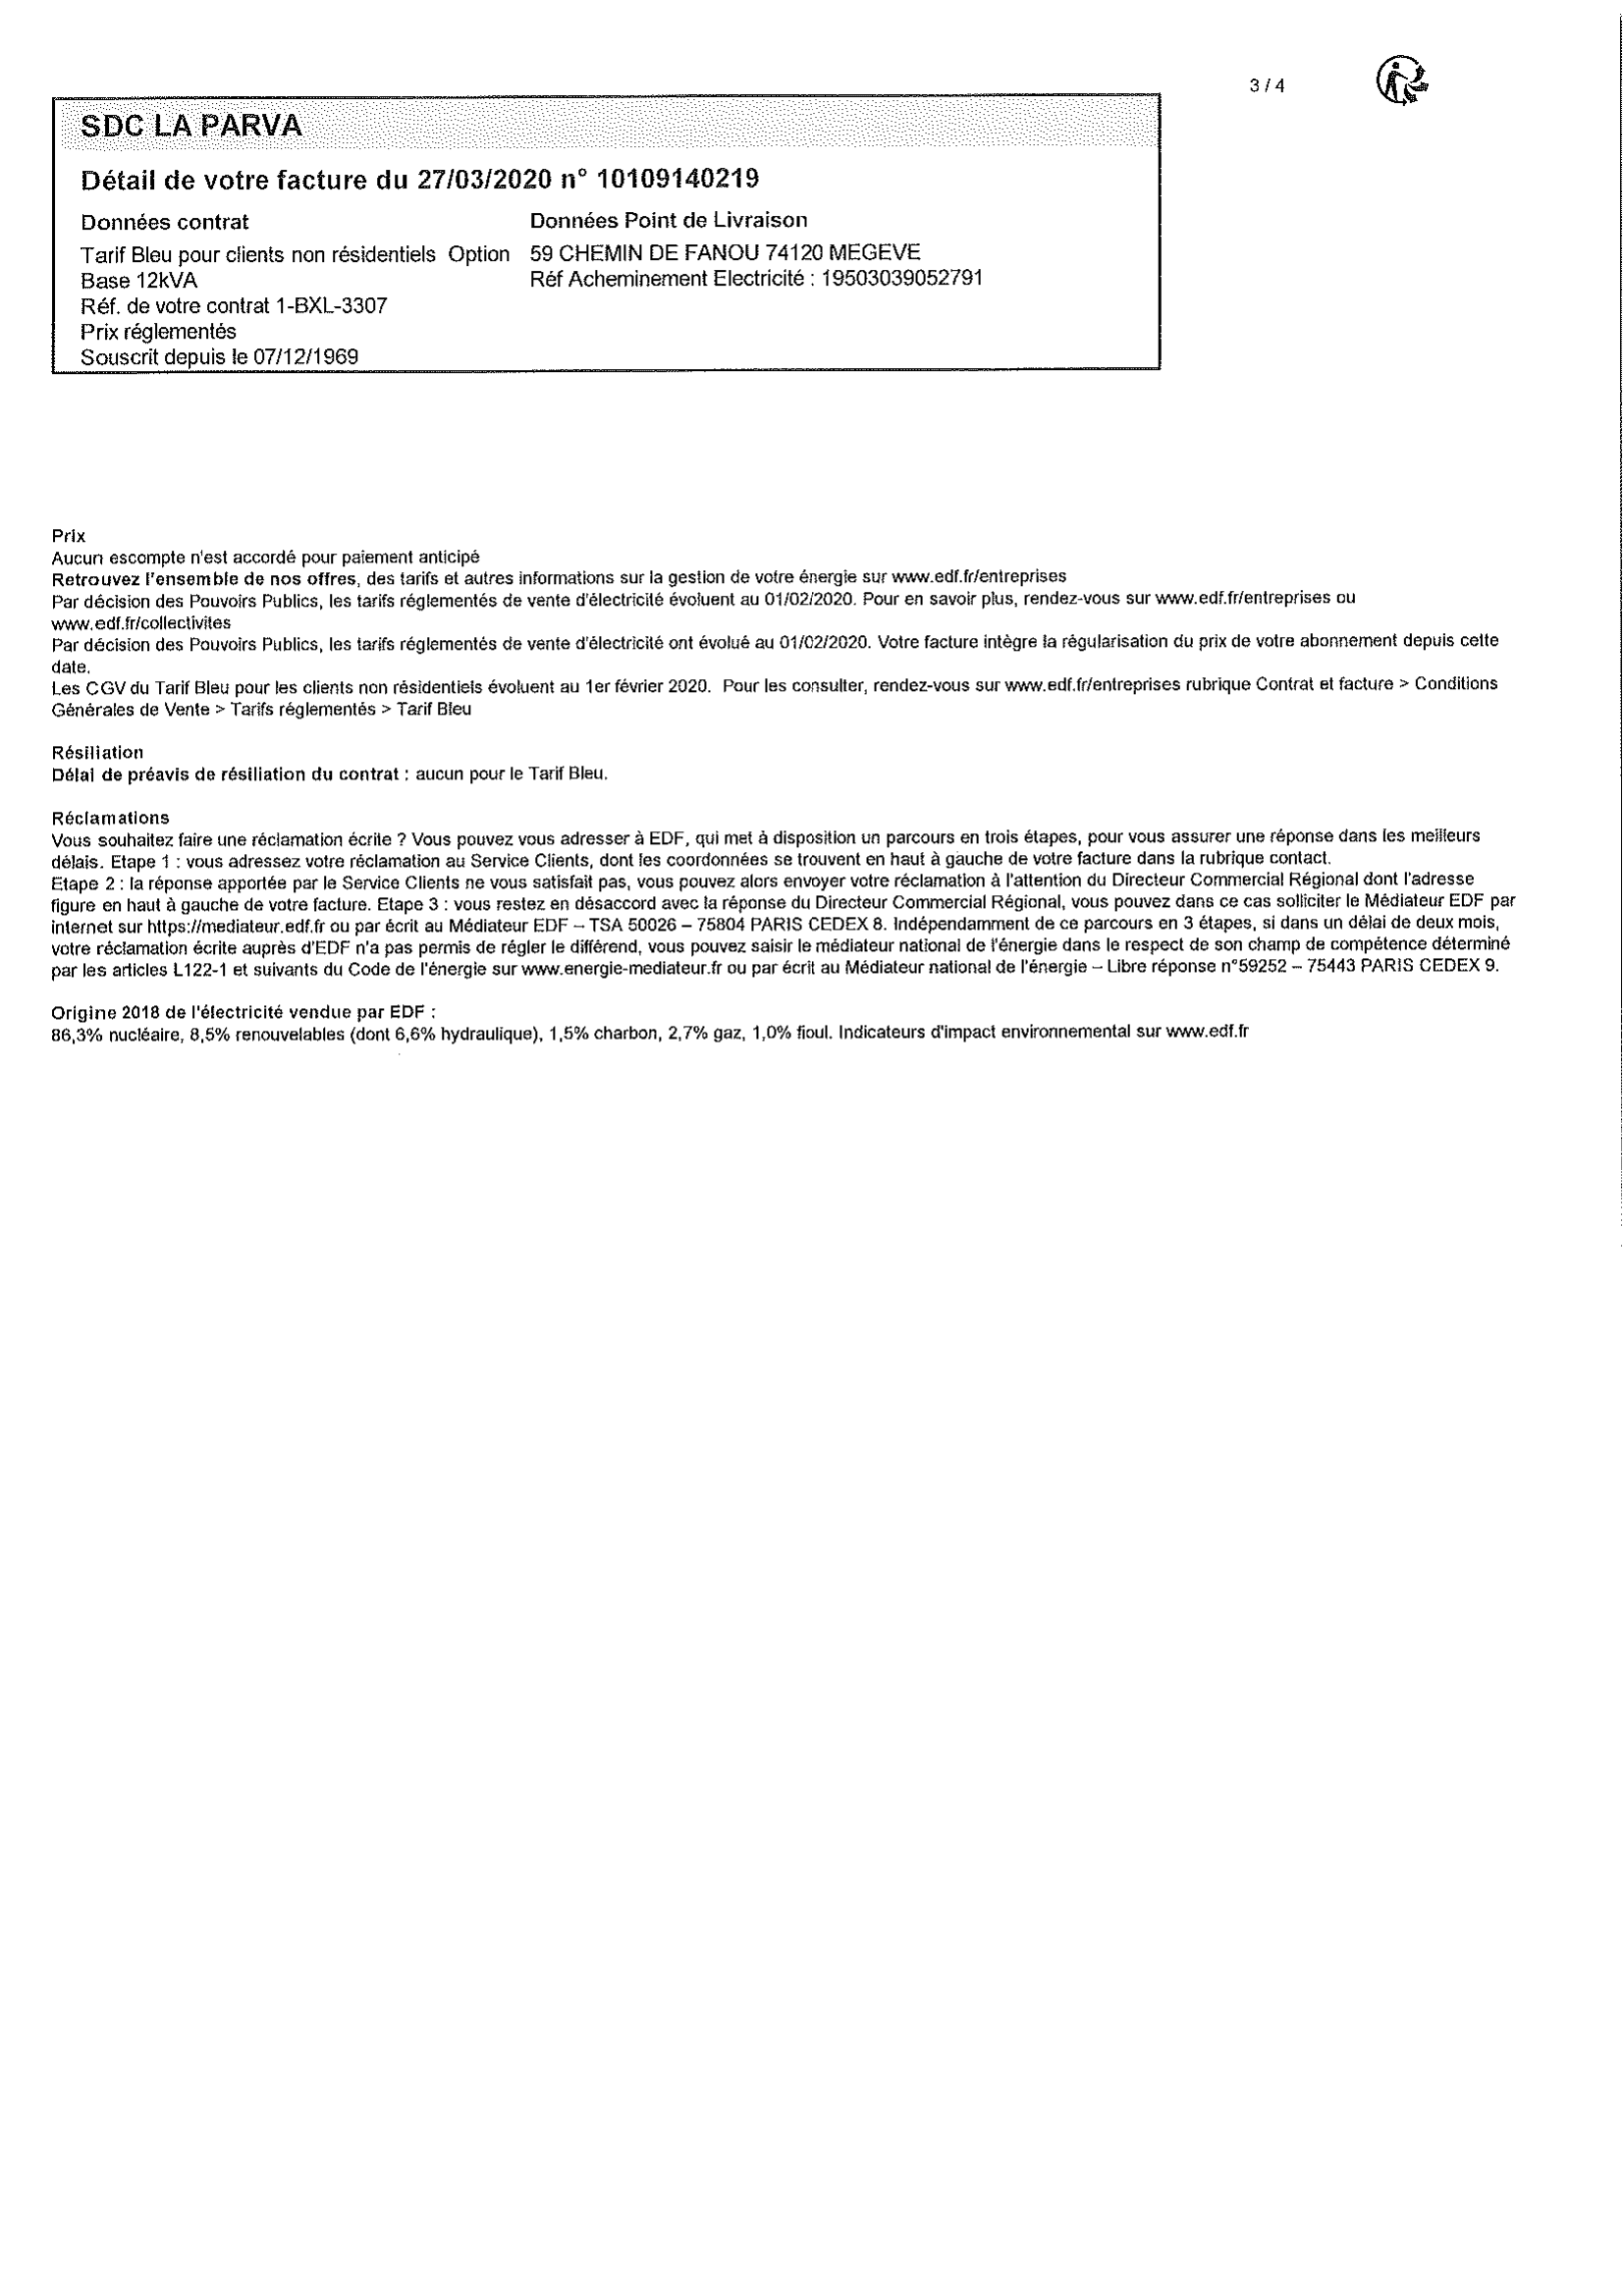 3 / 4
SDC LA PARVA
Détail de votre facture du 27/03/2020 n° 10109140219
Données contrat
Tarif Bleu pour clients non résidentiels Option
Base 12kVA
Réf. de votre contrat 1-BXL-3307
Prix réglementés
Souscrit depuis le 07/12/1969
Données Point de Livraison
59 CHEMIN DE FANOU 74120 MEGEVE
Réf Acheminement Electricité : 19503039052791
Prix
Aucun escompte n'est accordé pour paiement anticipé
Retrouvez l'ensemble de nos offres, des tarifs et autres informations sur la gestion de votre énergie sur www.edf.fr/entreprises
Par décision des Pouvoirs Publics, les tarifs réglementés de vente d'électricité évoluent au 01/02/2020. Pour en savoir plus, rendez-vous sur www.edf.fr/entreprises ou
www.edf.fr/collectivites
Par décision des Pouvoirs Publics, les tarifs réglementés de vente d'électricité ont évolué au 01/02/2020. Votre facture intègre la régularisation du prix de votre abonnement depuis cette
date.
Les CGV du Tarif Bleu pour les clients non résidentiels évoluent au 1er février 2020. Pour les consulter, rendez-vous sur www.edf.fr/entreprises rubrique Contrat et facture > Conditions
Générales de Vente > Tarifs réglementés > Tarif Bleu
Résiliation
Délai de préavis de résiliation du contrat : aucun pour le Tarif Bleu.
Réclamations
Vous souhaitez faire une réclamation écrite ? Vous pouvez vous adresser à EDF, qui met à disposition un parcours en trois étapes, pour vous assurer une réponse dans les meilleurs
délais. Etape 1 : vous adressez votre réclamation au Service Clients, dont les coordonnées se trouvent en haut à gauche de votre facture dans la rubrique contact.
Etape 2 : la réponse apportée par le Service Clients ne vous satisfait pas, vous pouvez alors envoyer votre réclamation à l'attention du Directeur Commercial Régional dont l'adresse
figure en haut à gauche de votre facture. Etape 3 : vous restez en désaccord avec la réponse du Directeur Commercial Régional, vous pouvez dans ce cas solliciter le Médiateur EDF par
internet sur https://mediateur.edf.fr ou par écrit au Médiateur EDF – TSA 50026 – 75804 PARIS CEDEX 8. Indépendamment de ce parcours en 3 étapes, si dans un délai de deux mois,
votre réclamation écrite auprès d'EDF n'a pas permis de régler le différend, vous pouvez saisir le médiateur national de l'énergie dans le respect de son champ de compétence déterminé
par les articles L122-1 et suivants du Code de l'énergie sur www.energie-mediateur.fr ou par écrit au Médiateur national de l'énergie – Libre réponse n°59252 – 75443 PARIS CEDEX 9.
Origine 2018 de l'électricité vendue par EDF :
86,3% nucléaire, 8,5% renouvelables (dont 6,6% hydraulique), 1,5% charbon, 2,7% gaz, 1,0% fioul. Indicateurs d'impact environnemental sur www.edf.fr